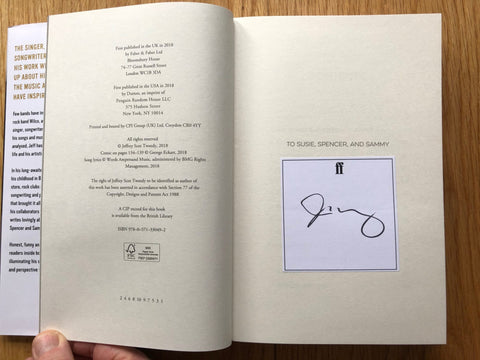 THE SINGER,
SONGWRITER
HIS WORK W
UP ABOUT HI
THE MUSIC A
HAVE INSPIR
Few bands have in
rock band Wilco, a
singer, songwriter
his songs and mus
analysed, Jeff has
life and his artisti
In his long-await
his childhood in B
store, rock clubs
songwriting and p
that brought it all
his collaborators
writes lovingly ab
Spencer and Sam
Honest, funny an
readers inside to
illuminating his s
and perspective
First published in the UK in 2018
by Faber & Faber Ltd
Bloomsbury House
74–77 Great Russell Street
London WC1B 3DA
First published in the USA in 2018
by Dutton, an imprint of
Penguin Random House LLC
375 Hudson Street
New York, NY 10014
Printed and bound by CPI Group (UK) Ltd, Croydon CR0 4YY
All rights reserved
© Jeffrey Scot Tweedy, 2018
Comic art pages 134–139 © George Eckart, 2018
Song lyrics © Words Ampersand Music, administered by BMG Rights
Management, 2018
The right of Jeffrey Scot Tweedy to be identified as author of
this work has been asserted in accordance with Section 77 of the
Copyright, Designs and Patents Act 1988
A CIP record for this book
is available from the British Library
ISBN 978–0–571–33049–2
FSC
2 4 6 8 10 9 7 5 3 1
TO SUSIE, SPENCER, AND SAMMY
ff